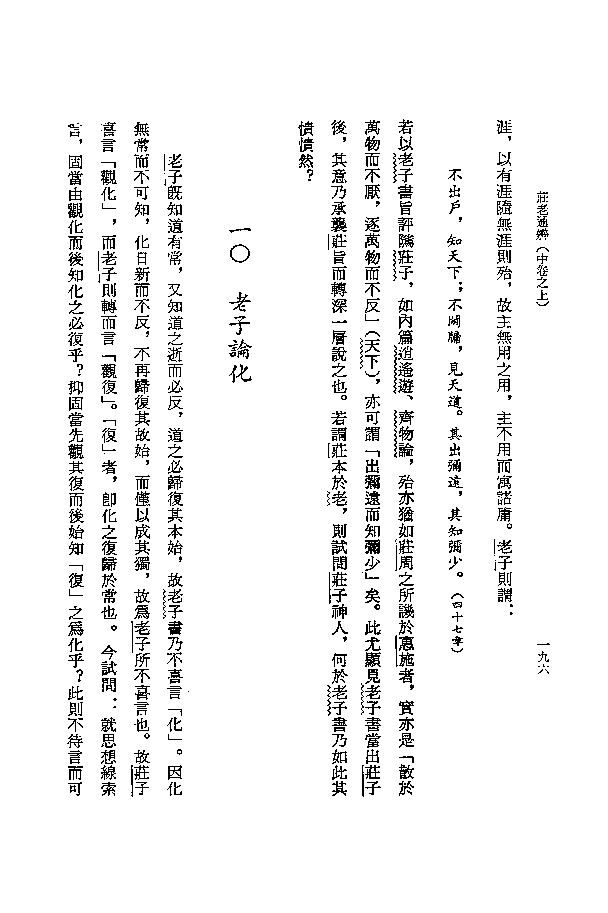 莊老通辨（中卷之上）
一九六
涯，以有涯隨無涯則殆，故主無用之用，主不用而寓諸庸。老子則謂：
不出戶，知天下；不闚牖，見天道。其出彌遠，其知彌少。（四十七章）
若以老子書旨評隲莊子，如內篇逍遙遊、齊物論，殆亦猶如莊周之所譏於惠施者，實亦是「散於
萬物而不厭，逐萬物而不反」（天下），亦可謂「出彌遠而知彌少」矣。此尤顯見老子書當出莊子
後，其意乃承襲莊旨而轉深一層說之也。若謂莊本於老，則試問莊子神人，何於老子書乃如此其
憒憒然？
一〇　老子論化
老子既知道有常，又知道之逝而必反，道之必歸復其本始，故老子書乃不喜言「化」。因化
無常而不可知，化日新而不反，不再歸復其故始，而僅以成其獨，故為老子所不喜言也。故莊子
喜言「觀化」，而老子則轉而言「觀復」。「復」者，卽化之復歸於常也。今試問：就思想線索
言，固當由觀化而後知化之必復乎？抑固當先觀其復而後始知「復」之為化乎？此則不待言而可